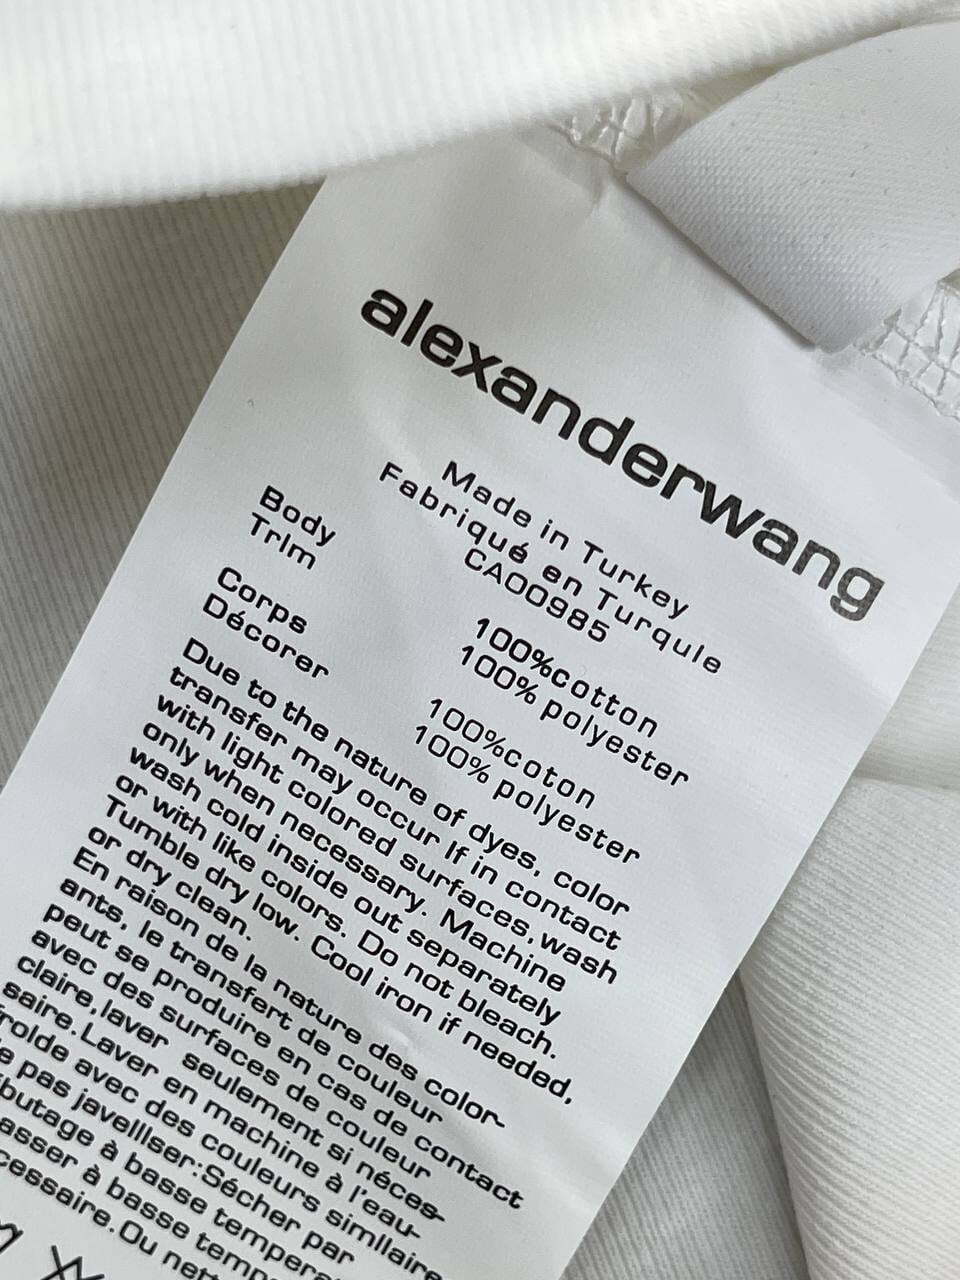 alexanderwang
Made in Turkey
Fabriqué en Turqule
CA00985
Body 100%cotton
TrIm 100% polyester
Corps 100%coton
Décorer 100% polyester
Due to the nature of dyes, color
transfer may occur If in contact
with light colored surfaces, wash
only when necessary. Machine
wash cold inside out separately
or with like colors. Do not bleach.
Tumble dry low. Cool iron if needed,
or dry clean.
En raison de la nature des color-
ants, le transfert de couleur
peut se produire en cas de contact
avec des surfaces de couleur
claire,laver seulement si néces-
saire.Laver en machine à l'eau-
frolde avec des couleurs simllaire
pas javellser:Sécher par
à basse
à basse
Ou